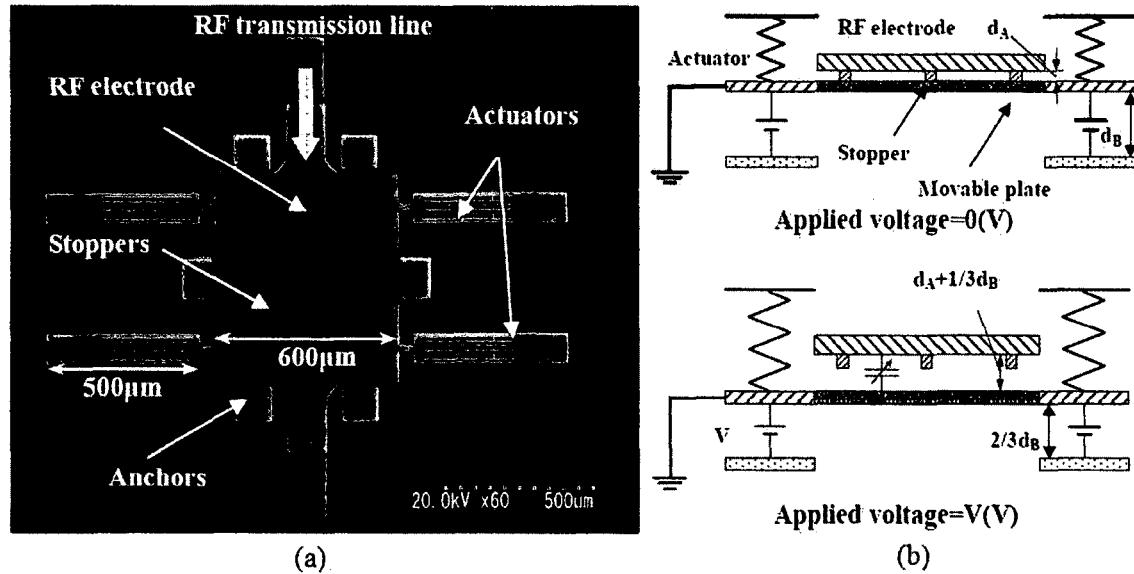 RF transmission line
RF electrode
Actuators
Stoppers
600μm
500μm
Anchors
20.0kV x60 500um
(a)
RF electrode
d_A
Actuator
d_B
Stopper
Movable plate
Applied voltage=0(V)
d_A+1/3d_B
V
2/3d_B
Applied voltage=V(V)
(b)